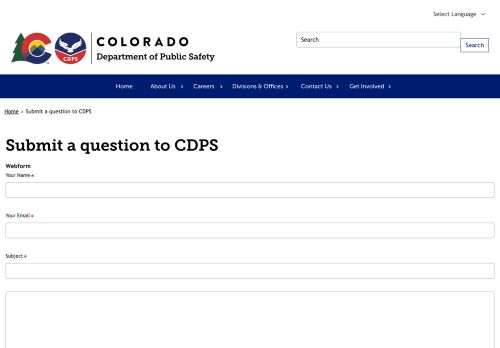 Select Language
COLORADO
Department of Public Safety
CDPS
Search
Search
Home
About Us
Careers
Divisions & Offices
Contact Us
Get Involved
Home › Submit a question to CDPS
Submit a question to CDPS
Webform
Your Name*
Your Email*
Subject*